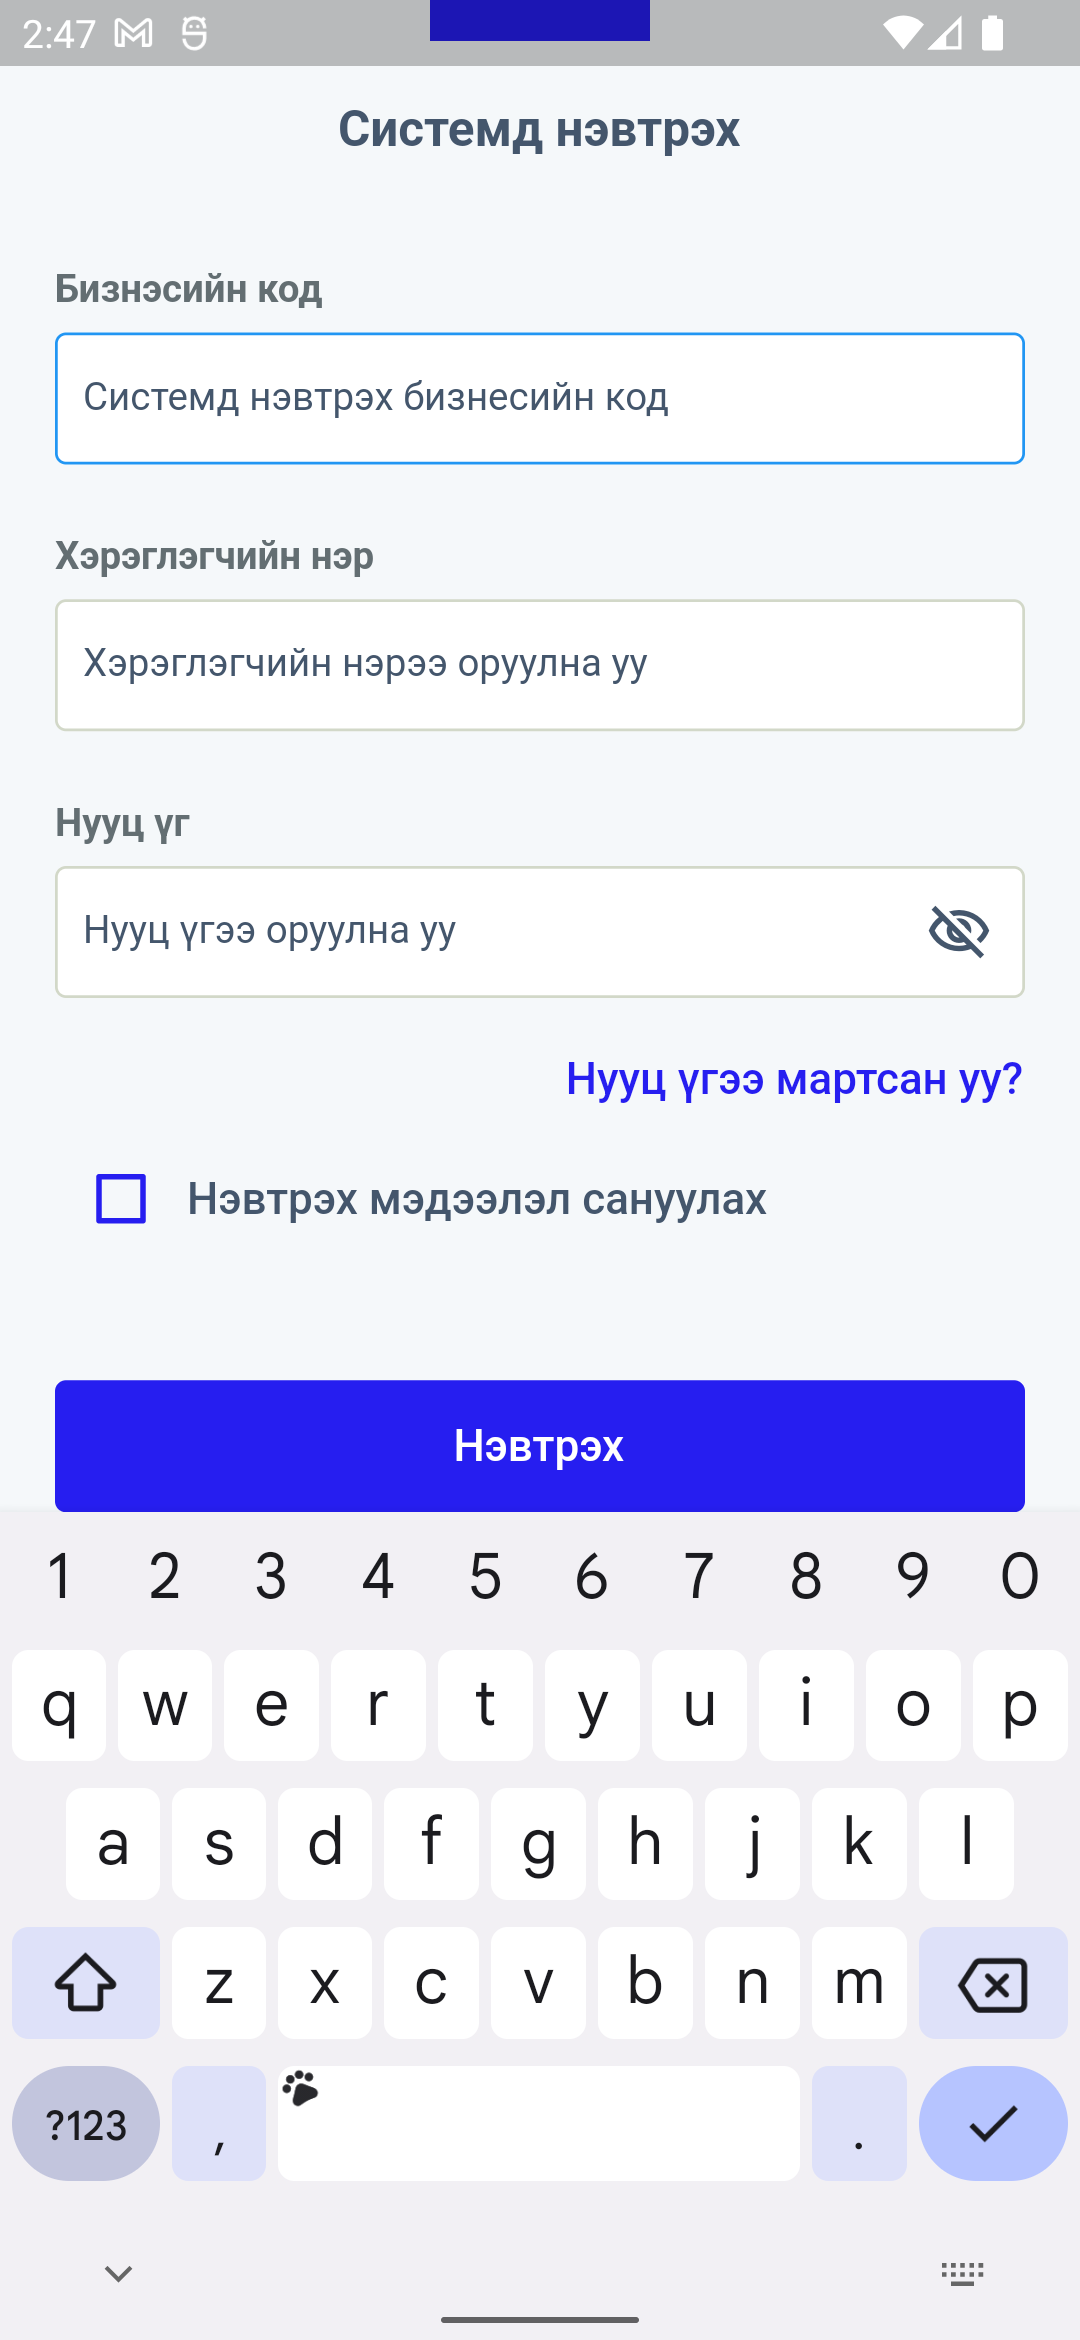 2:47
Системд нэвтрэх
Бизнэсийн код
Системд нэвтрэх бизнесийн код
Хэрэглэгчийн нэр
Хэрэглэгчийн нэрээ оруулна уу
Нууц үг
Нууц үгээ оруулна уу
Нууц үгээ мартсан уу?
Нэвтрэх мэдээлэл сануулах
Нэвтрэх
1 2 3 4 5 6 7 8 9 0
q w e r t y u i o p
a s d f g h j k l
z x c v b n m
?123 , .